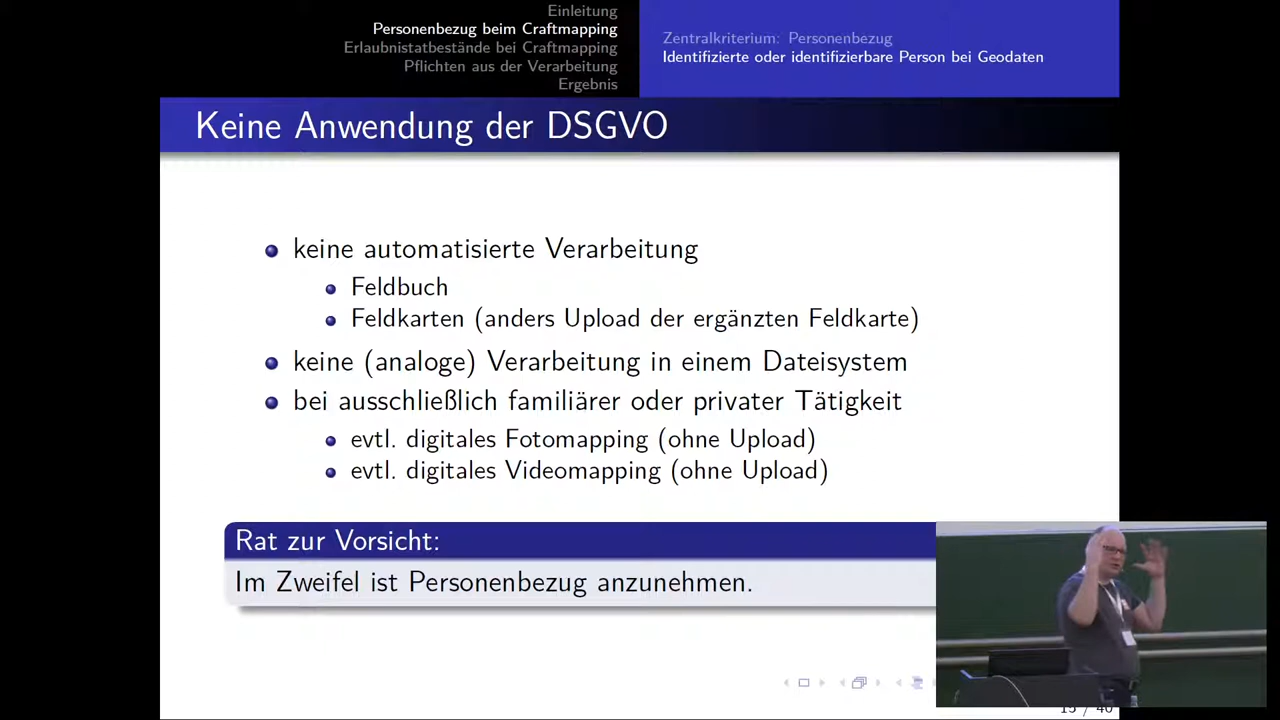 Einleitung
Personenbezug beim Craftmapping
Erlaubnistatbestände bei Craftmapping
Pflichten aus der Verarbeitung
Ergebnis
Zentralkriterium: Personenbezug
Identifizierte oder identifizierbare Person bei Geodaten
Keine Anwendung der DSGVO
keine automatisierte Verarbeitung
Feldbuch
Feldkarten (anders Upload der ergänzten Feldkarte)
keine (analoge) Verarbeitung in einem Dateisystem
bei ausschließlich familiärer oder privater Tätigkeit
evtl. digitales Fotomapping (ohne Upload)
evtl. digitales Videomapping (ohne Upload)
Rat zur Vorsicht:
Im Zweifel ist Personenbezug anzunehmen.